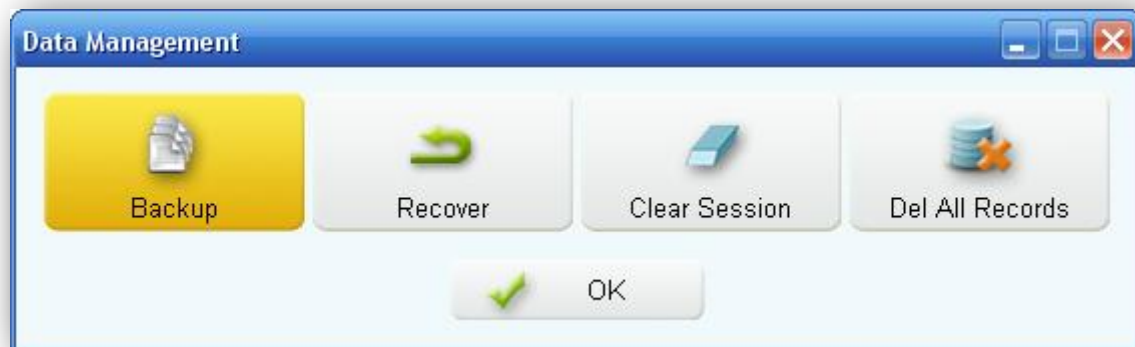 Data Management
Backup
Recover
Clear Session
Del All Records
OK